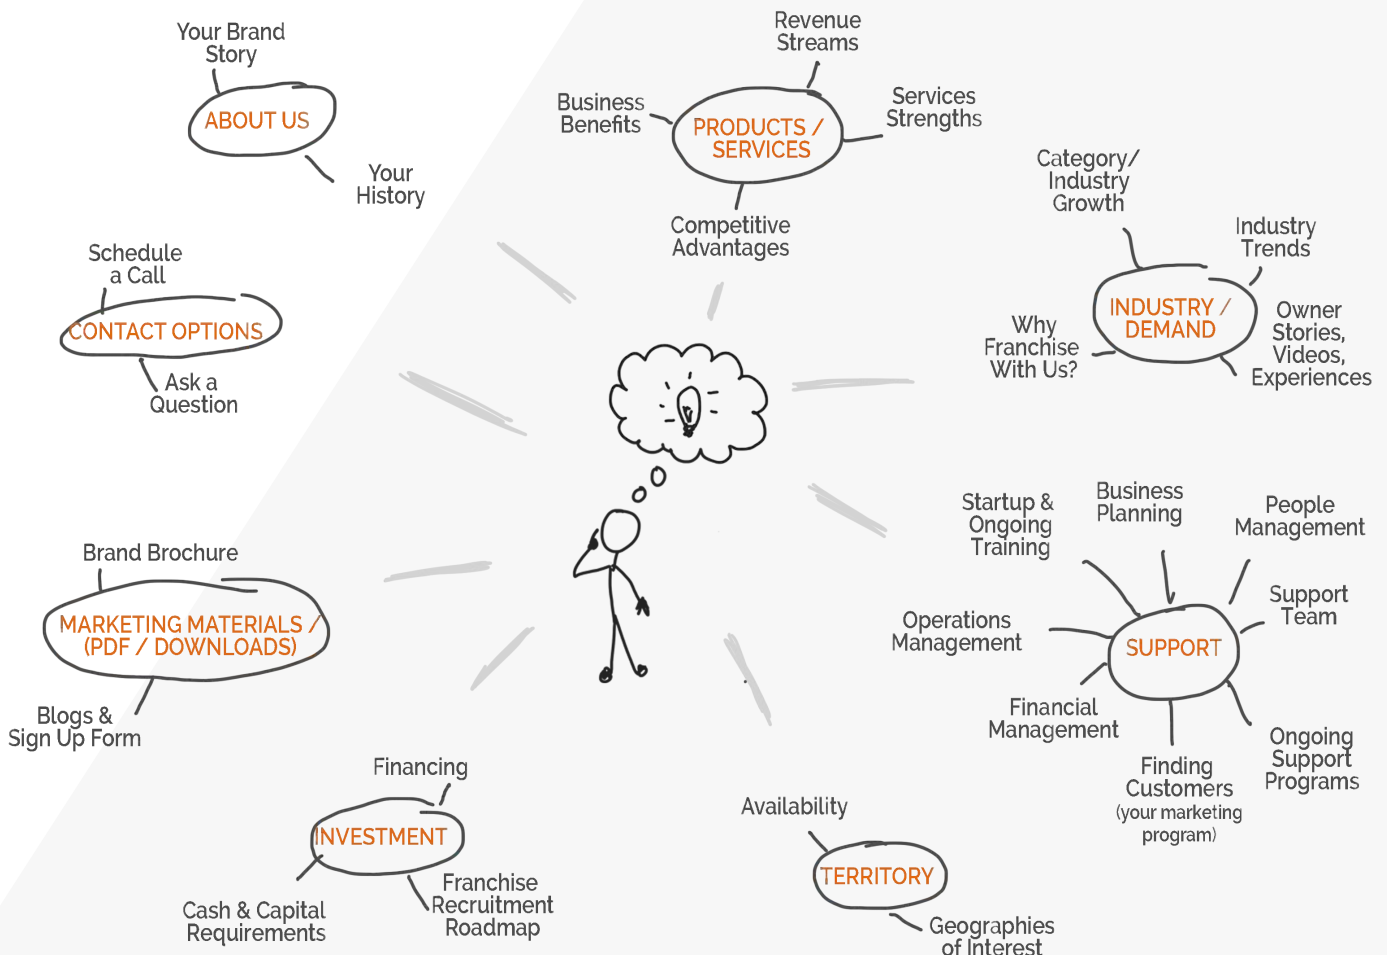 Your Brand
Story
ABOUT US
Your
History
Schedule
a Call
CONTACT OPTIONS
Ask a
Question
Brand Brochure
MARKETING MATERIALS /
(PDF / DOWNLOADS)
Blogs &
Sign Up Form
Financing
INVESTMENT
Cash & Capital
Requirements
Franchise
Recruitment
Roadmap
Revenue
Streams
Business
Benefits
PRODUCTS /
SERVICES
Services
Strengths
Competitive
Advantages
Category/
Industry
Growth
Industry
Trends
INDUSTRY /
DEMAND
Why
Franchise
With Us?
Owner
Stories,
Videos,
Experiences
Startup &
Ongoing
Training
Business
Planning
People
Management
Operations
Management
SUPPORT
Support
Team
Financial
Management
Finding
Customers
(your marketing
program)
Ongoing
Support
Programs
Availability
TERRITORY
Geographies
of Interest